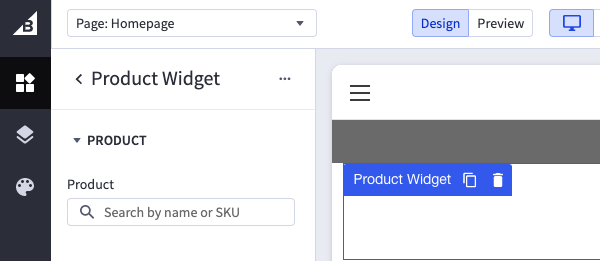 Page: Homepage
Design
Preview
Product Widget
PRODUCT
Product
Search by name or SKU
Product Widget